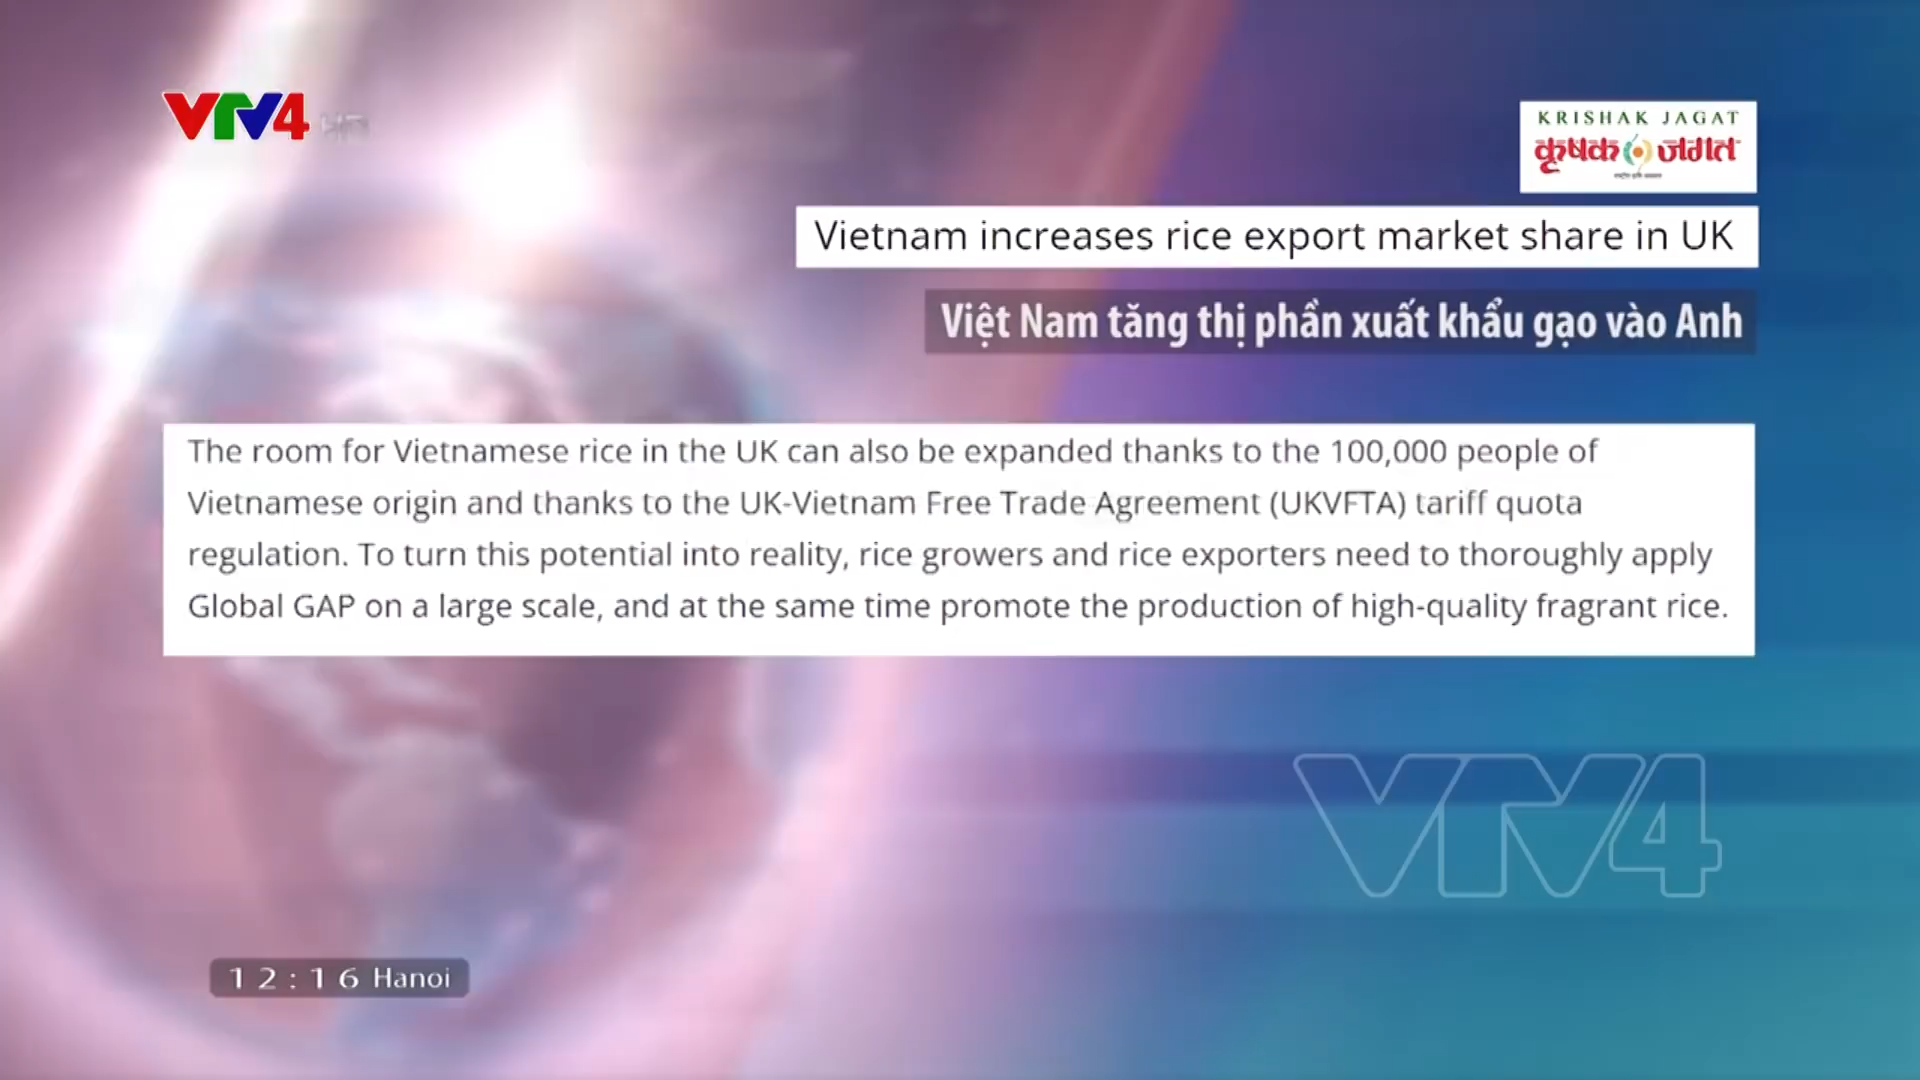 VTV4 HD
KRISHAK JAGAT
कृषक जगत
Vietnam increases rice export market share in UK
Việt Nam tăng thị phần xuất khẩu gạo vào Anh
The room for Vietnamese rice in the UK can also be expanded thanks to the 100,000 people of
Vietnamese origin and thanks to the UK-Vietnam Free Trade Agreement (UKVFTA) tariff quota
regulation. To turn this potential into reality, rice growers and rice exporters need to thoroughly apply
Global GAP on a large scale, and at the same time promote the production of high-quality fragrant rice.
VTV4
12:16 Hanoi